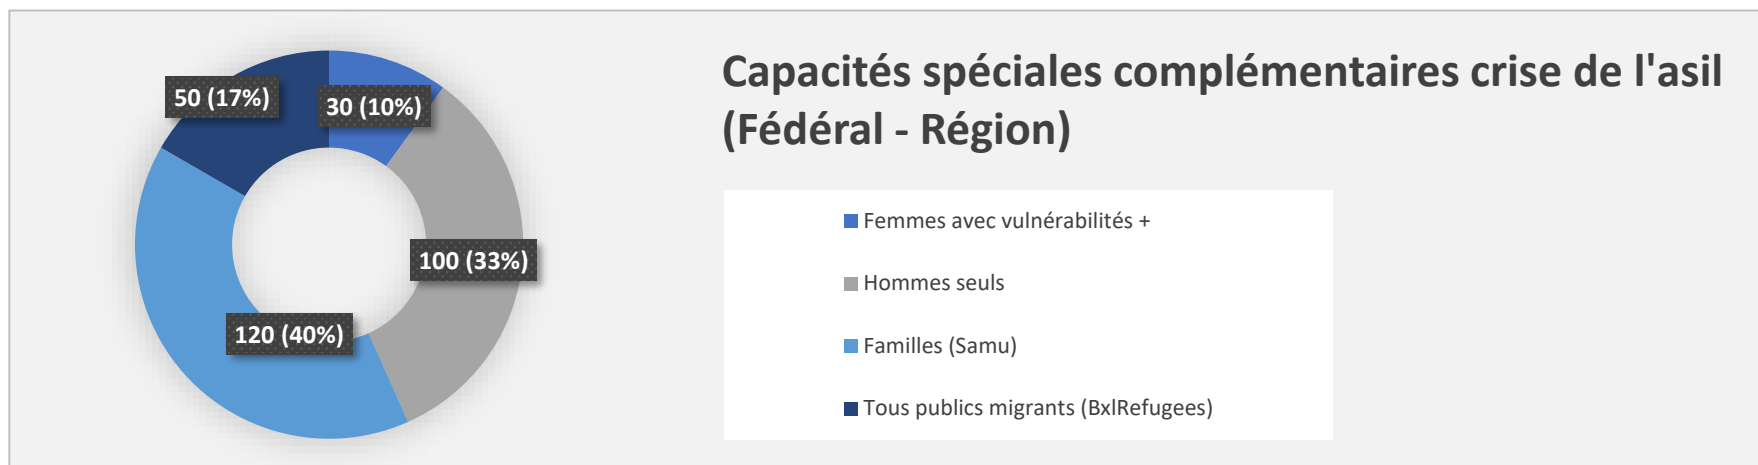 Capacités spéciales complémentaires crise de l'asil
(Fédéral - Région)
50 (17%)
30 (10%)
100 (33%)
120 (40%)
Femmes avec vulnérabilités +
Hommes seuls
Familles (Samu)
Tous publics migrants (BxlRefugees)